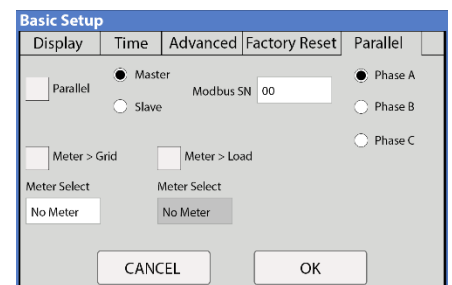 Basic Setup
Display Time Advanced Factory Reset Parallel
Parallel Master Modbus SN 00 Phase A
Slave Phase B
Phase C
Meter > Grid Meter > Load
Meter Select Meter Select
No Meter No Meter
CANCEL OK